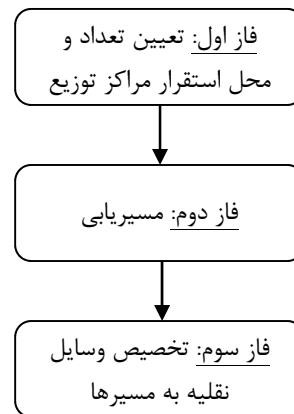 فاز اول: تعیین تعداد و
محل استقرار مراکز توزیع
فاز دوم: مسیریابی
فاز سوم: تخصیص وسایل
نقلیه به مسیرها